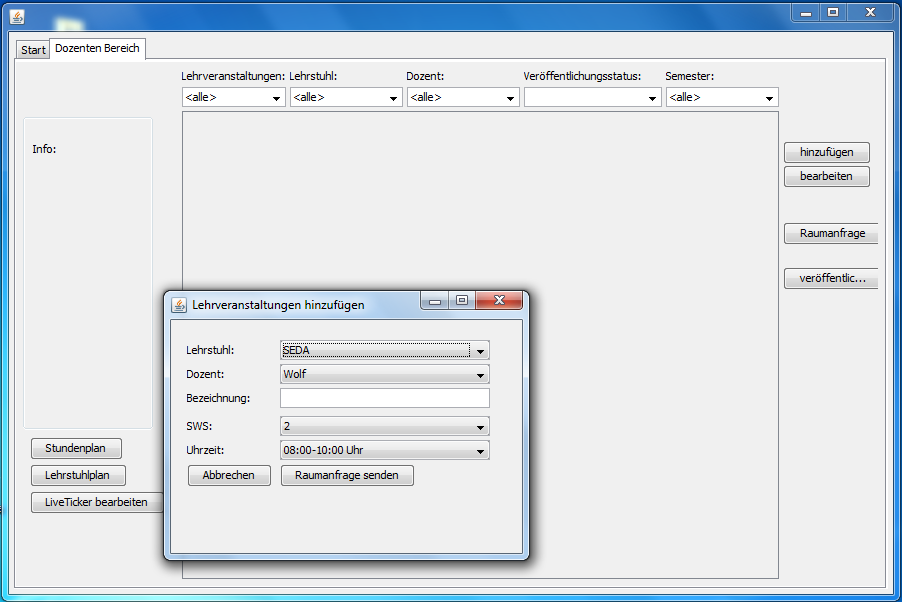 Start
Dozenten Bereich
Lehrveranstaltungen: Lehrstuhl: Dozent: Veröffentlichungsstatus: Semester:
<alle> <alle> <alle> <alle>
Info:
hinzufügen
bearbeiten
Raumanfrage
veröffentlic...
Stundenplan
Lehrstuhlplan
LiveTicker bearbeiten
Lehrveranstaltungen hinzufügen
Lehrstuhl: SEDA
Dozent: Wolf
Bezeichnung:
SWS: 2
Uhrzeit: 08:00-10:00 Uhr
Abbrechen Raumanfrage senden